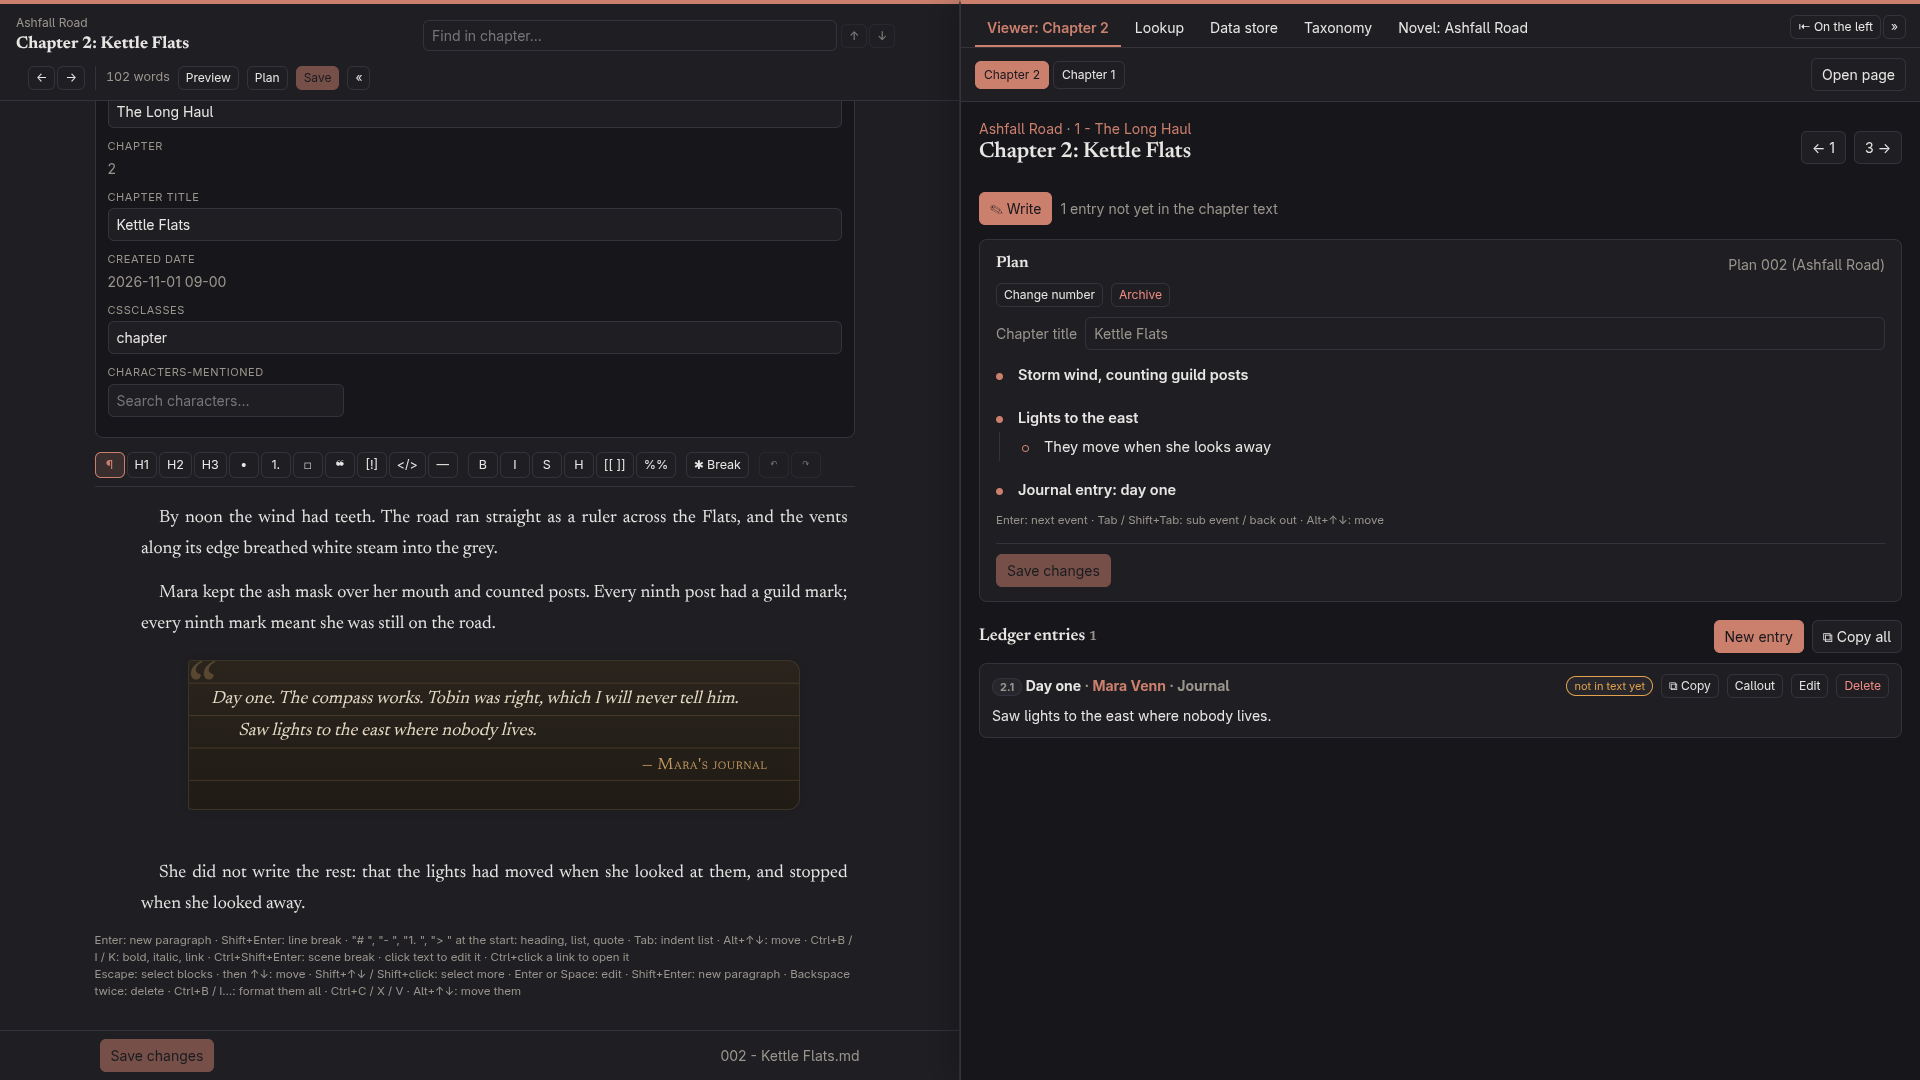 Ashfall Road
Chapter 2: Kettle Flats
Find in chapter...
↑ ↓
← → 102 words Preview Plan Save «
The Long Haul
CHAPTER
2
CHAPTER TITLE
Kettle Flats
CREATED DATE
2026-11-01 09-00
CSSCLASSES
chapter
CHARACTERS-MENTIONED
Search characters...
¶ H1 H2 H3 • 1. □ ❝ [!] </> — B I S H [[ ]] %% ✱ Break ↶ ↷
By noon the wind had teeth. The road ran straight as a ruler across the Flats, and the vents
along its edge breathed white steam into the grey.
Mara kept the ash mask over her mouth and counted posts. Every ninth post had a guild mark;
every ninth mark meant she was still on the road.
“
Day one. The compass works. Tobin was right, which I will never tell him.
Saw lights to the east where nobody lives.
— Mara's journal
She did not write the rest: that the lights had moved when she looked at them, and stopped
when she looked away.
Enter: new paragraph · Shift+Enter: line break · "# ", "- ", "1. ", "> " at the start: heading, list, quote · Tab: indent list · Alt+↑↓: move · Ctrl+B /
I / K: bold, italic, link · Ctrl+Shift+Enter: scene break · click text to edit it · Ctrl+click a link to open it
Escape: select blocks · then ↑↓: move · Shift+↑↓ / Shift+click: select more · Enter or Space: edit · Shift+Enter: new paragraph · Backspace
twice: delete · Ctrl+B / I...: format them all · Ctrl+C / X / V · Alt+↑↓: move them
Save changes 002 - Kettle Flats.md
Viewer: Chapter 2 Lookup Data store Taxonomy Novel: Ashfall Road ⇤ On the left »
Chapter 2 Chapter 1 Open page
Ashfall Road · 1 - The Long Haul
Chapter 2: Kettle Flats
← 1 3 →
✎ Write 1 entry not yet in the chapter text
Plan Plan 002 (Ashfall Road)
Change number Archive
Chapter title Kettle Flats
Storm wind, counting guild posts
Lights to the east
They move when she looks away
Journal entry: day one
Enter: next event · Tab / Shift+Tab: sub event / back out · Alt+↑↓: move
Save changes
Ledger entries 1 New entry ⧉ Copy all
2.1 Day one · Mara Venn · Journal not in text yet ⧉ Copy Callout Edit Delete
Saw lights to the east where nobody lives.